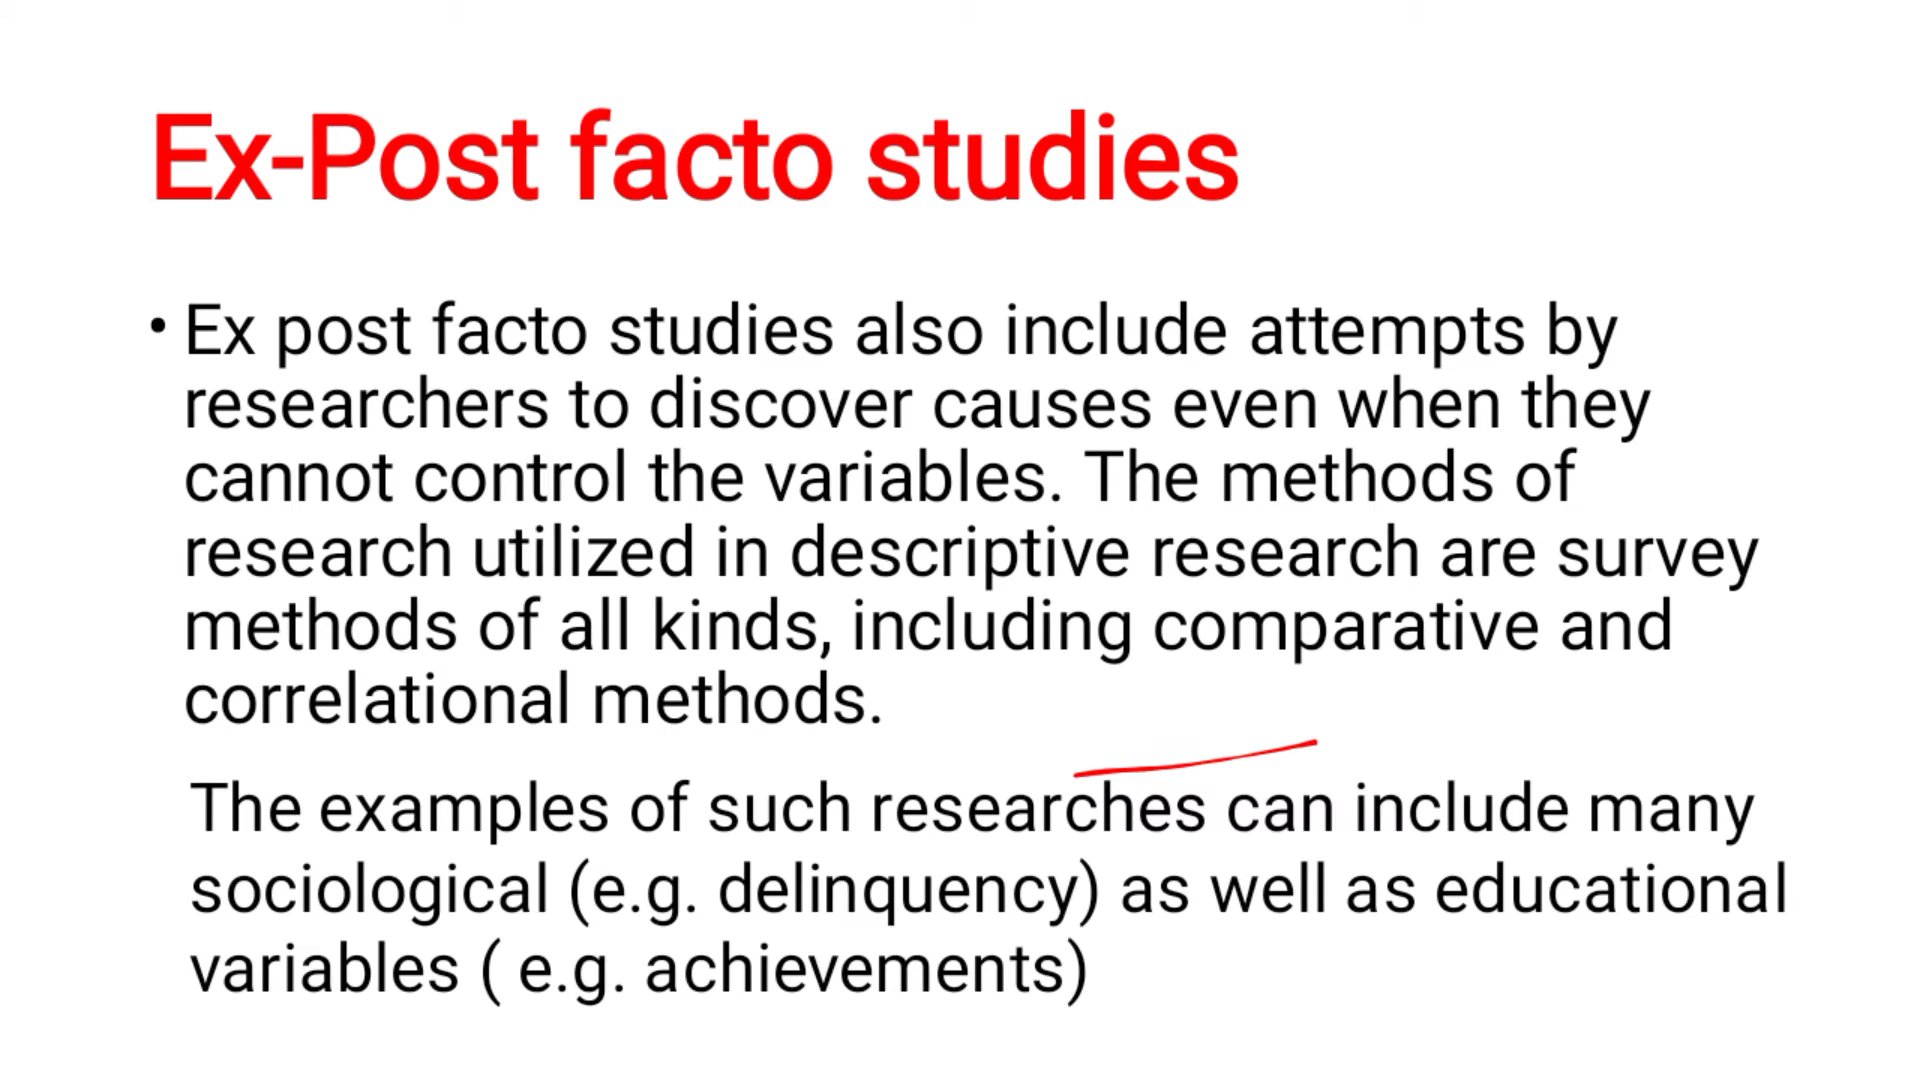 Ex-Post facto studies
• Ex post facto studies also include attempts by
researchers to discover causes even when they
cannot control the variables. The methods of
research utilized in descriptive research are survey
methods of all kinds, including comparative and
correlational methods.
The examples of such researches can include many
sociological (e.g. delinquency) as well as educational
variables ( e.g. achievements)